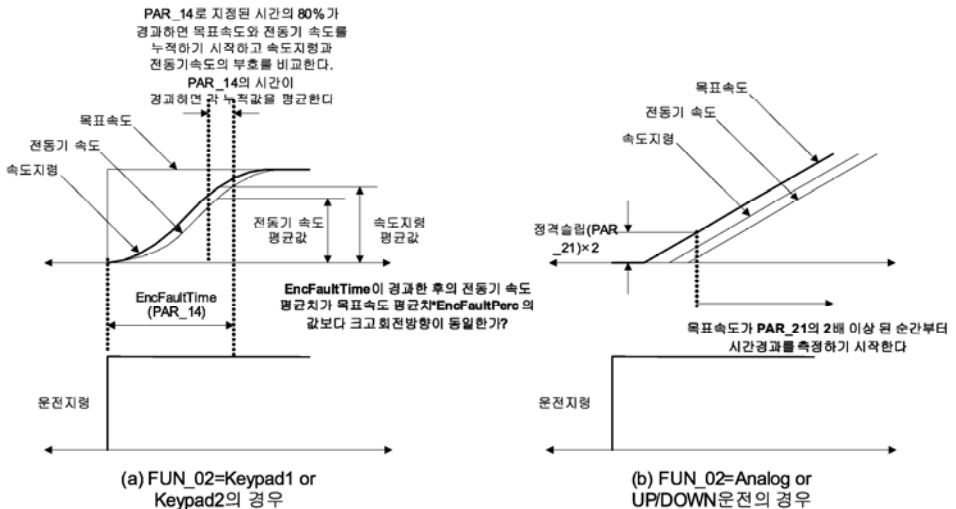 PAR_14로 지정된 시간의 80%가
경과하면 목표속도와 전동기 속도를
누적하기 시작하고 속도지령과
전동기속도의 부호를 비교한다.
PAR_14의 시간이
경과하면 각 누적값을 평균한다
목표속도
전동기 속도
속도지령
전동기 속도
평균값
속도지령
평균값
EncFaultTime
(PAR_14)
EncFaultTime이 경과한 후의 전동기 속도
평균치가 목표속도 평균치*EncFaultPerc 의
값보다 크고 회전방향이 동일한가?
운전지령
(a) FUN_02=Keypad1 or
Keypad2의 경우
목표속도
전동기 속도
속도지령
정격슬립(PAR
_21)×2
목표속도가 PAR_21의 2배 이상 된 순간부터
시간경과를 측정하기 시작한다
운전지령
(b) FUN_02=Analog or
UP/DOWN운전의 경우